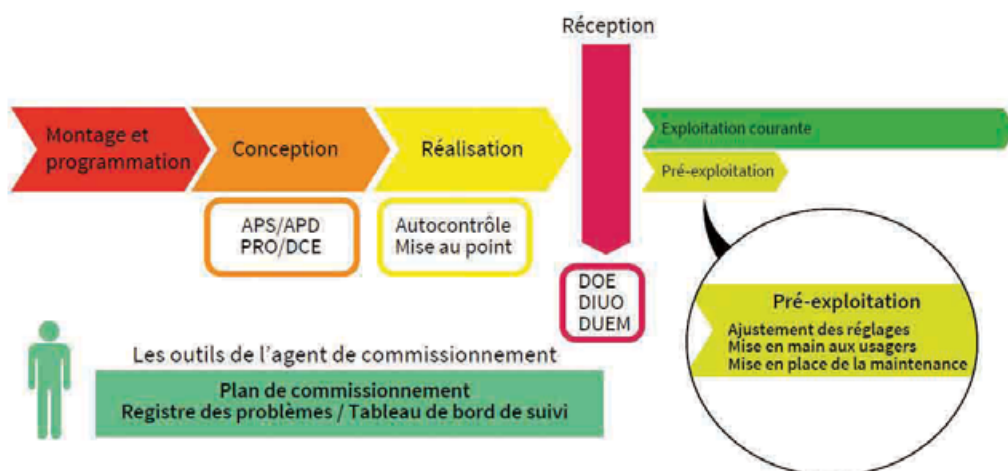 Réception
Montage et
programmation
Conception
Réalisation
Exploitation courante
Pré-exploitation
APS/APD
PRO/DCE
Autocontrôle
Mise au point
DOE
DIUO
DUEM
Pré-exploitation
Ajustement des réglages
Mise en main aux usagers
Mise en place de la maintenance
Les outils de l'agent de commissionnement
Plan de commissionnement
Registre des problèmes / Tableau de bord de suivi